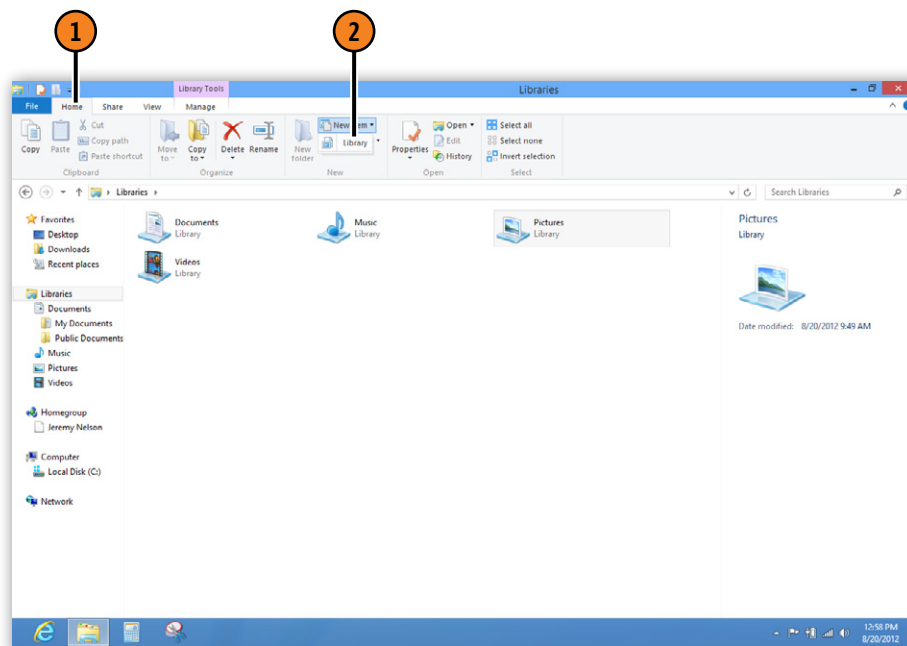 1
2
Library Tools
Libraries
File Home Share View Manage
Copy
Paste
Cut
Copy path
Paste shortcut
Clipboard
Move to
Copy to
Delete
Rename
Organize
New folder
New item
Library
New
Properties
Open
Edit
History
Open
Select all
Select none
Invert selection
Select
Libraries
Search Libraries
Favorites
Desktop
Downloads
Recent places
Libraries
Documents
My Documents
Public Documents
Music
Pictures
Videos
Homegroup
Jeremy Nelson
Computer
Local Disk (C:)
Network
Documents
Library
Music
Library
Pictures
Library
Videos
Library
Pictures
Library
Date modified: 8/20/2012 9:49 AM
12:58 PM
8/20/2012